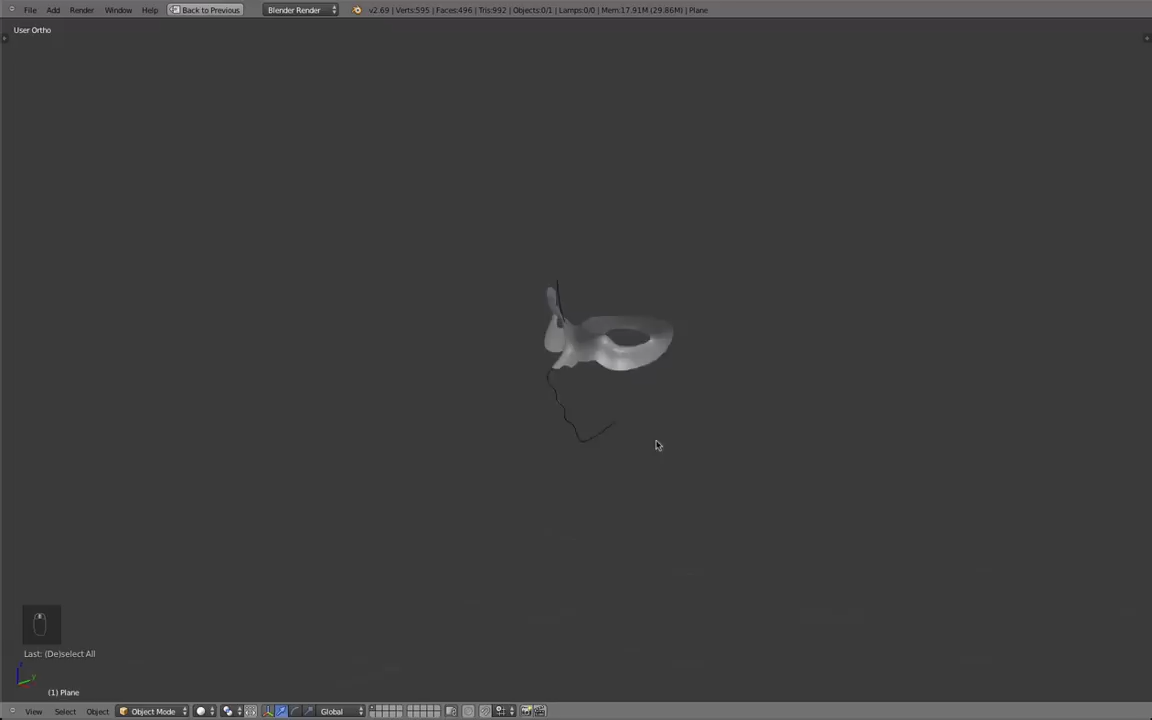 File Add Render Window Help Back to Previous Blender Render v2.69 | Verts:595 | Faces:496 | Tris:992 | Objects:0/1 | Lamps:0/0 | Mem:17.91M (29.86M) | Plane
User Ortho
Last: (De)select All
z
y
(1) Plane
View Select Object Object Mode Global